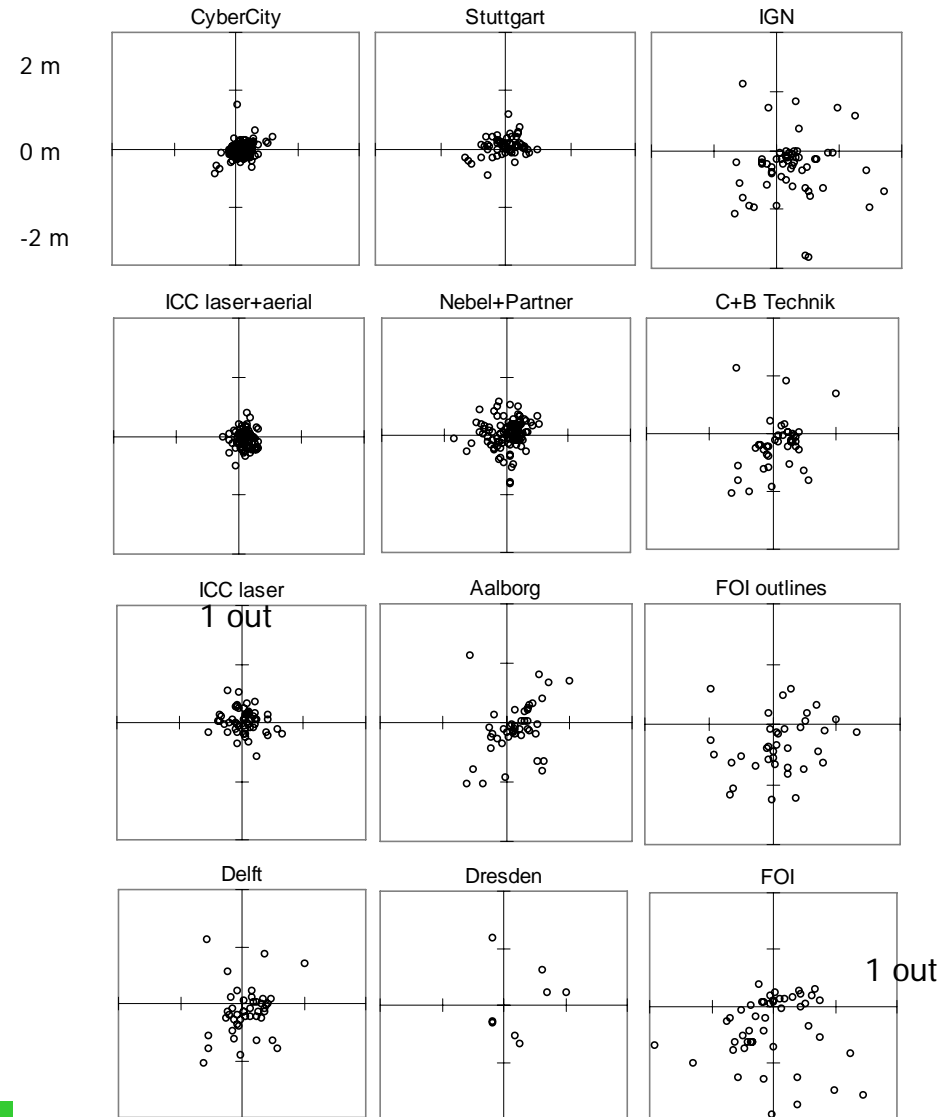 CyberCity Stuttgart IGN
2 m
0 m
-2 m
ICC laser+aerial Nebel+Partner C+B Technik
ICC laser Aalborg FOI outlines
1 out
Delft Dresden FOI
1 out